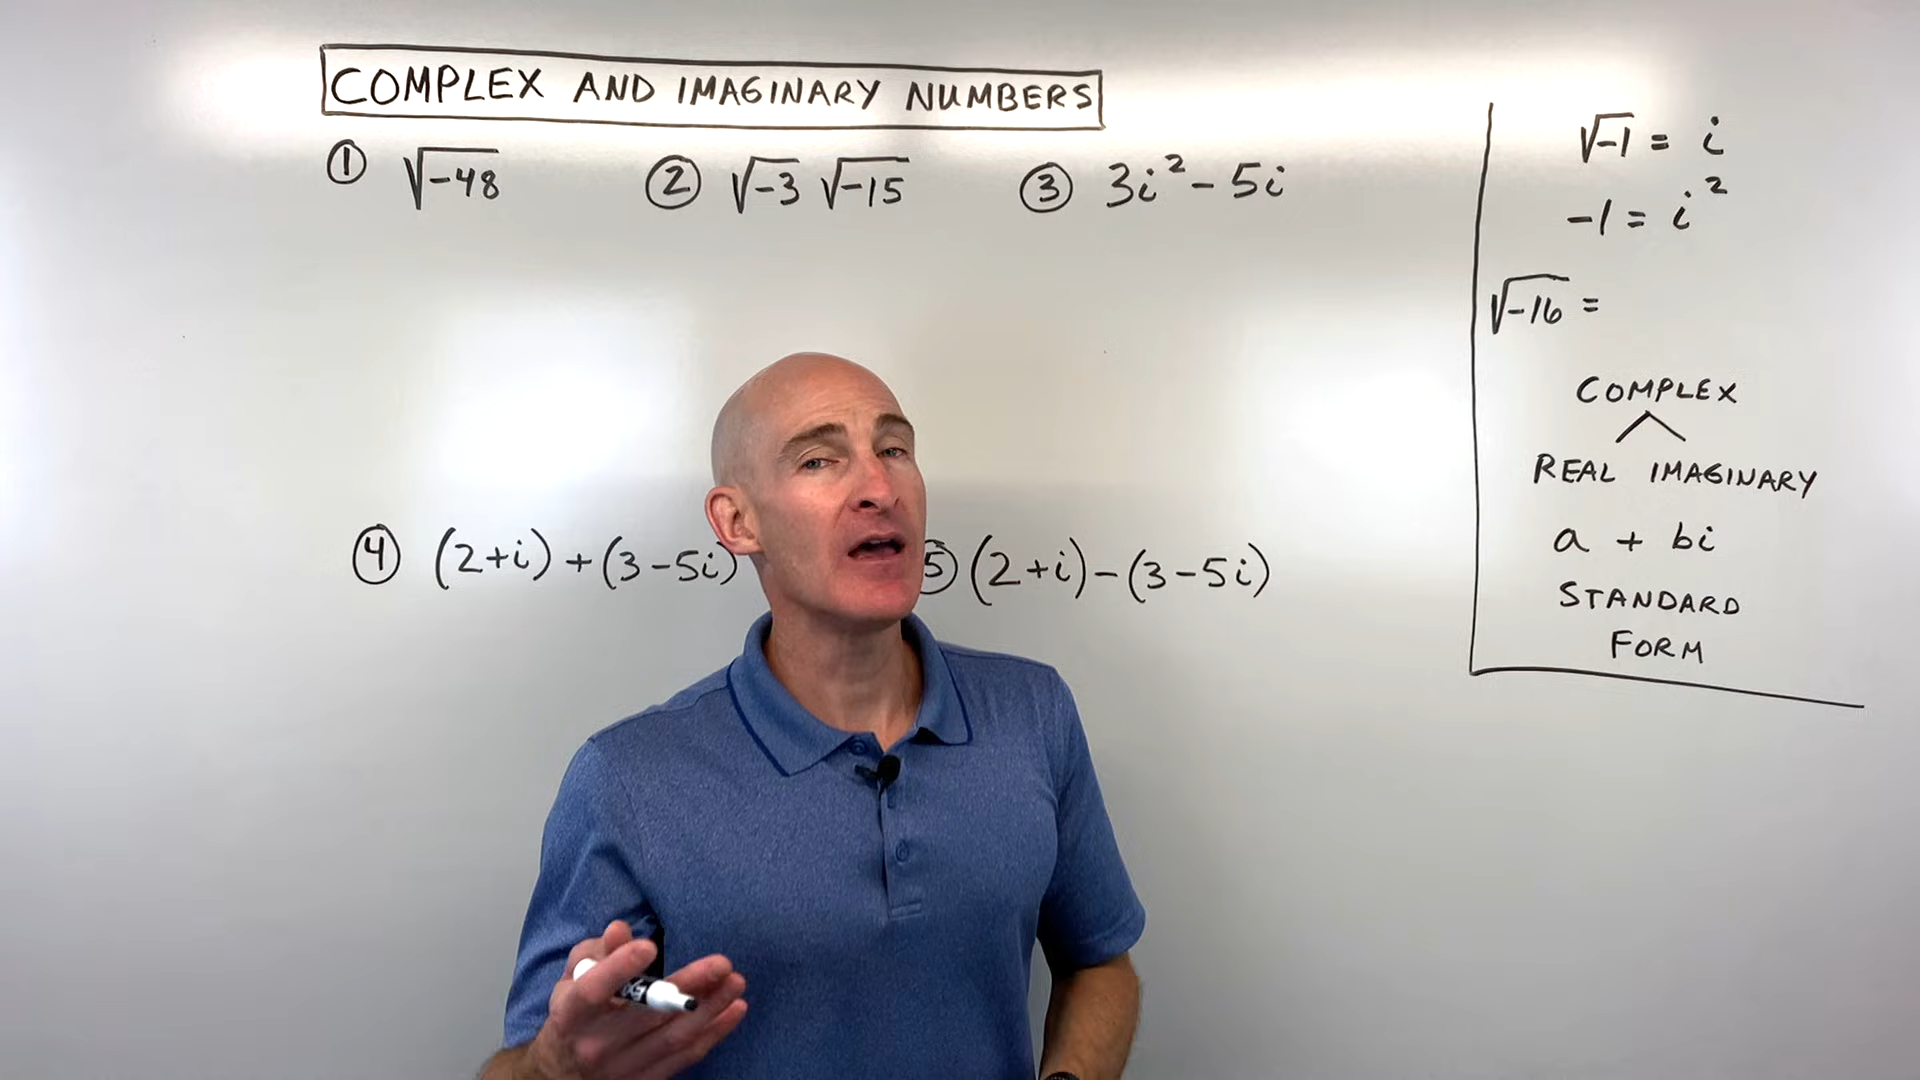 COMPLEX AND IMAGINARY NUMBERS
① √-48 ② √-3 √-15 ③ 3i² - 5i
④ (2+i) + (3-5i) ⑤ (2+i) - (3-5i)
√-1 = i
-1 = i²
√-16 =
COMPLEX
REAL IMAGINARY
a + bi
STANDARD
FORM